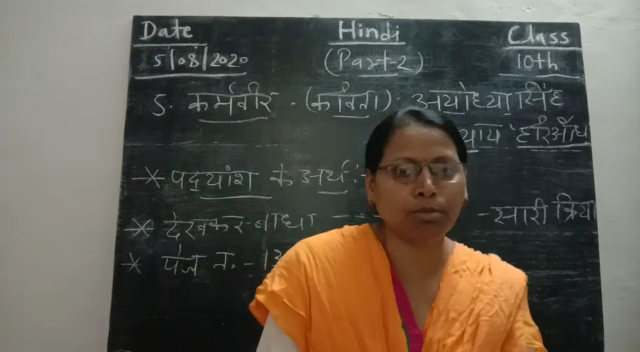 Date Hindi Class
5/08/2020 (Part-2) 10th
5. कर्मवीर - (कविता) : अयोध्या सिंह
'हरिऔध
* पद्यांश के अर्थ :-
* देखकर बाधा --- - सारी क्रिया
* पेज नं. - 13